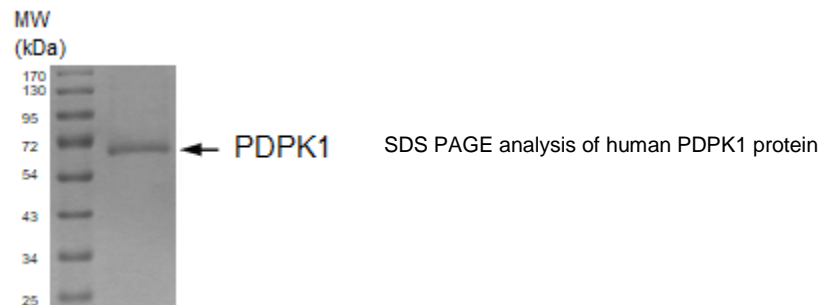 MW
(kDa)
170
130
95
72
54
43
34
25
PDPK1
SDS PAGE analysis of human PDPK1 protein